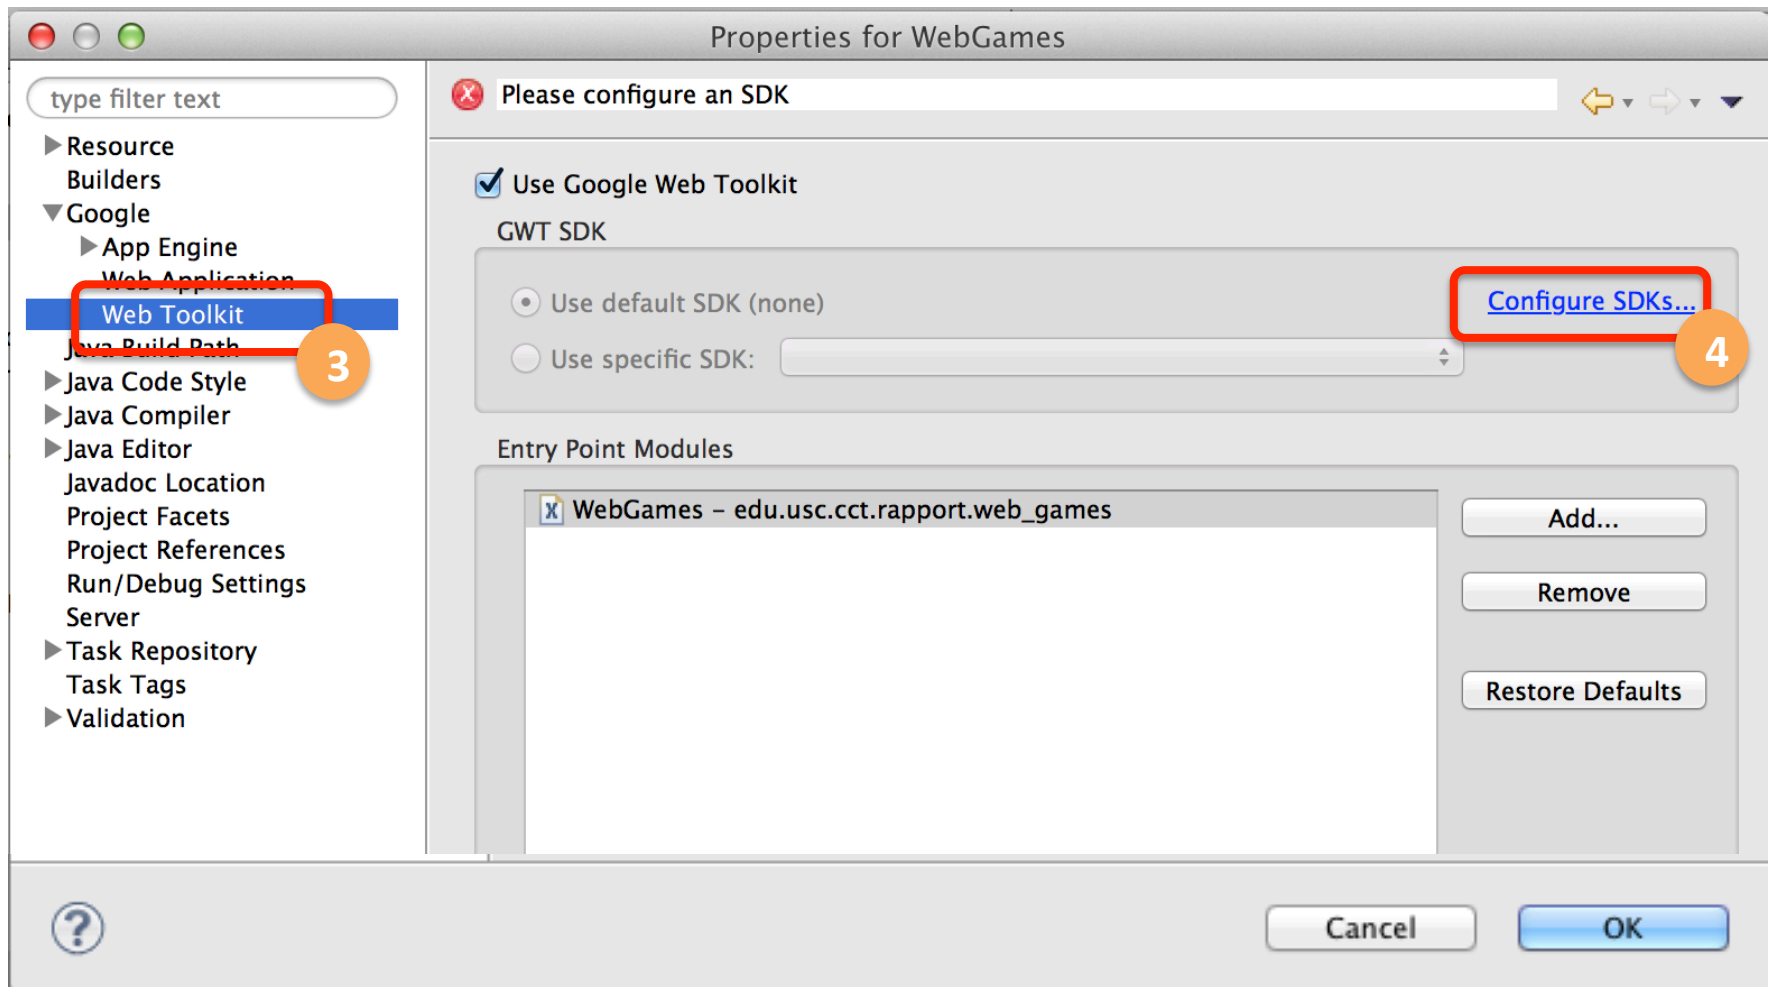 Properties for WebGames
type filter text
Resource
Builders
Google
App Engine
Web Application
Web Toolkit
3
Java Build Path
Java Code Style
Java Compiler
Java Editor
Javadoc Location
Project Facets
Project References
Run/Debug Settings
Server
Task Repository
Task Tags
Validation
Please configure an SDK
Use Google Web Toolkit
GWT SDK
Use default SDK (none)
Configure SDKs...
4
Use specific SDK:
Entry Point Modules
WebGames – edu.usc.cct.rapport.web_games
Add...
Remove
Restore Defaults
?
Cancel
OK